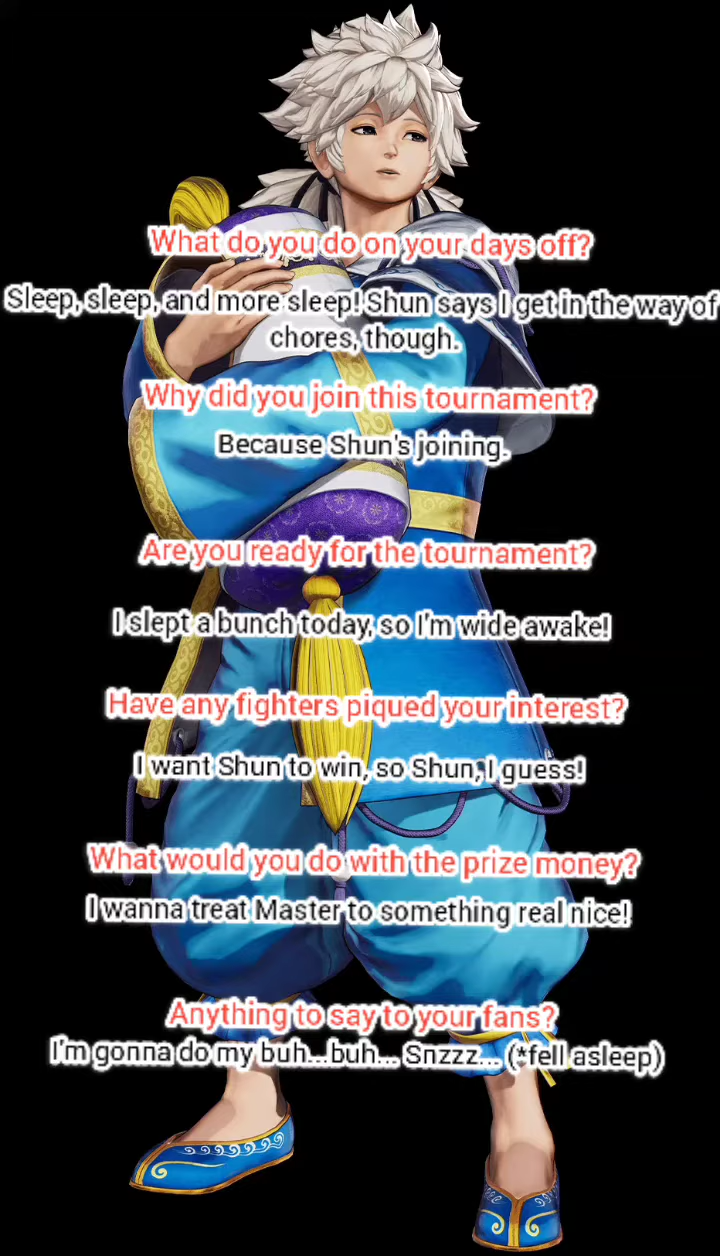 What do you do on your days off?
Sleep, sleep, and more sleep! Shun says I get in the way of
chores, though.
Why did you join this tournament?
Because Shun's joining.
Are you ready for the tournament?
I slept a bunch today, so I'm wide awake!
Have any fighters piqued your interest?
I want Shun to win, so Shun, I guess!
What would you do with the prize money?
I wanna treat Master to something real nice!
Anything to say to your fans?
I'm gonna do my buh...buh... Snzzz... (*fell asleep)